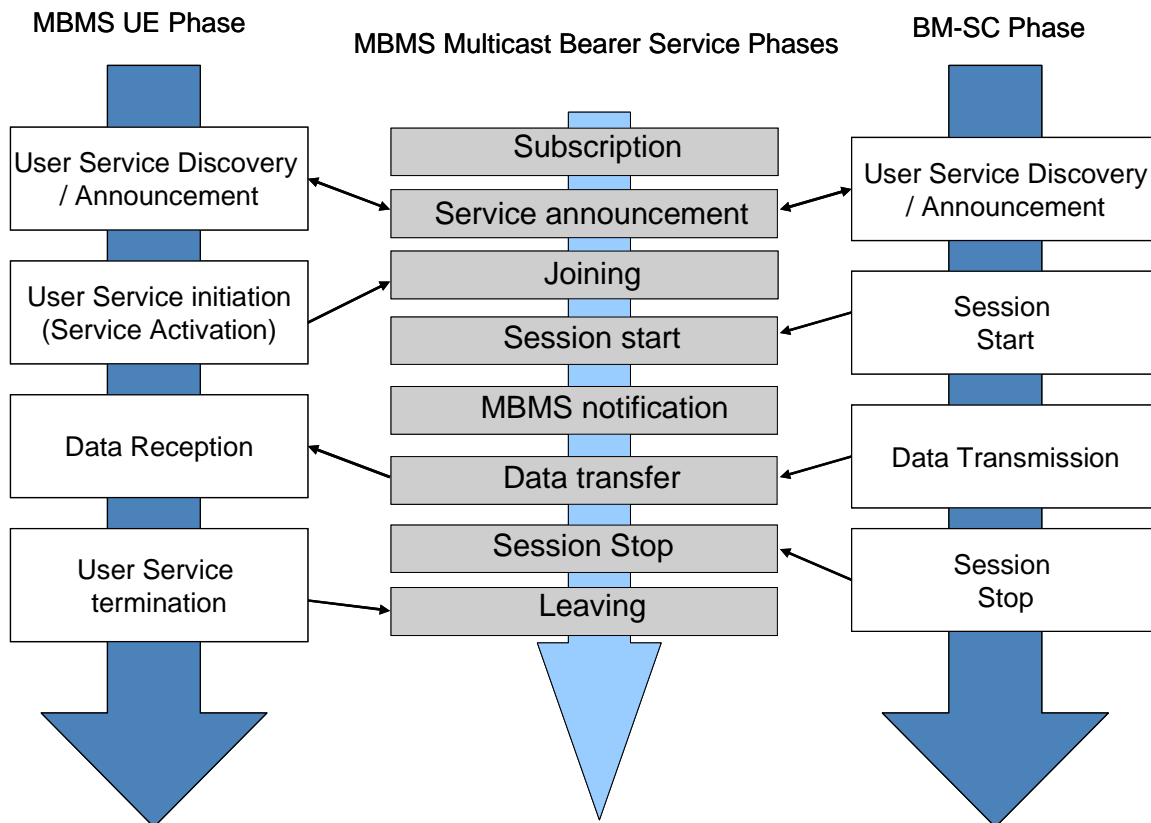 MBMS UE Phase
MBMS Multicast Bearer Service Phases
BM-SC Phase
User Service Discovery
/ Announcement
User Service initiation
(Service Activation)
Data Reception
User Service
termination
Subscription
Service announcement
Joining
Session start
MBMS notification
Data transfer
Session Stop
Leaving
User Service Discovery
/ Announcement
Session
Start
Data Transmission
Session
Stop